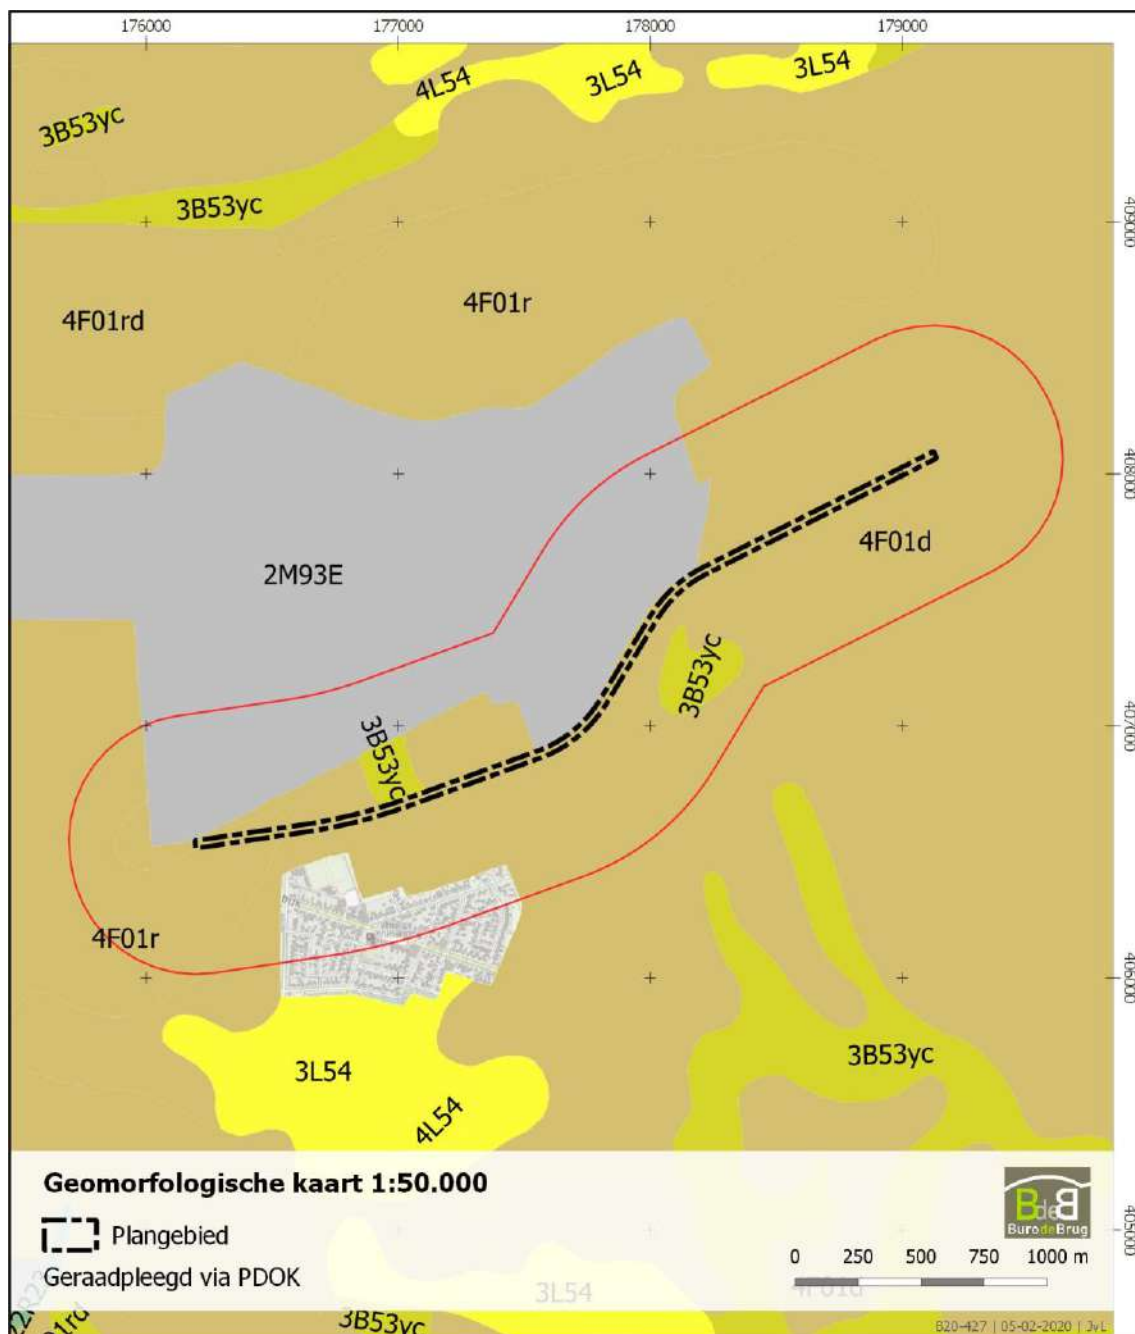 176000
177000
178000
179000
4L54
3L54
3L54
3B53yc
3B53yc
409000
4F01rd
4F01r
408000
4F01d
2M93E
3B53yc
3B53yc
407000
4F01r
406000
3B53yc
3L54
4L54
Geomorfologische kaart 1:50.000
Plangebied
Geraadpleegd via PDOK
BdeB
BurodeBrug
405000
0 250 500 750 1000 m
3L54
4F01d
3B53yc
B20-427 | 05-02-2020 | JvL